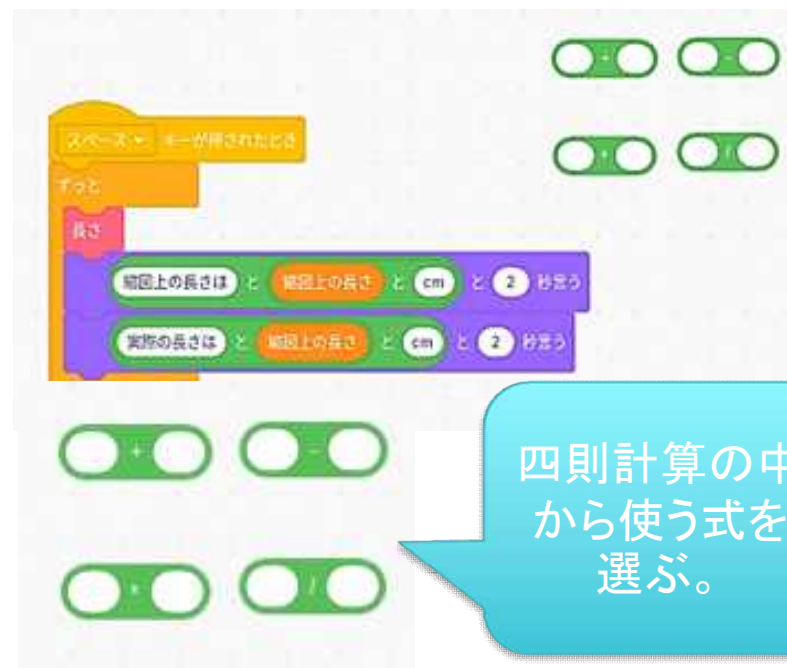 + -
スペース キーが押されたとき
* /
ずっと
長さ
縮図上の長さは と 縮図上の長さ と cm と 2 秒言う
実際の長さは と 縮図上の長さ と cm と 2 秒言う
+ -
* /
四則計算の中
から使う式を
選ぶ。